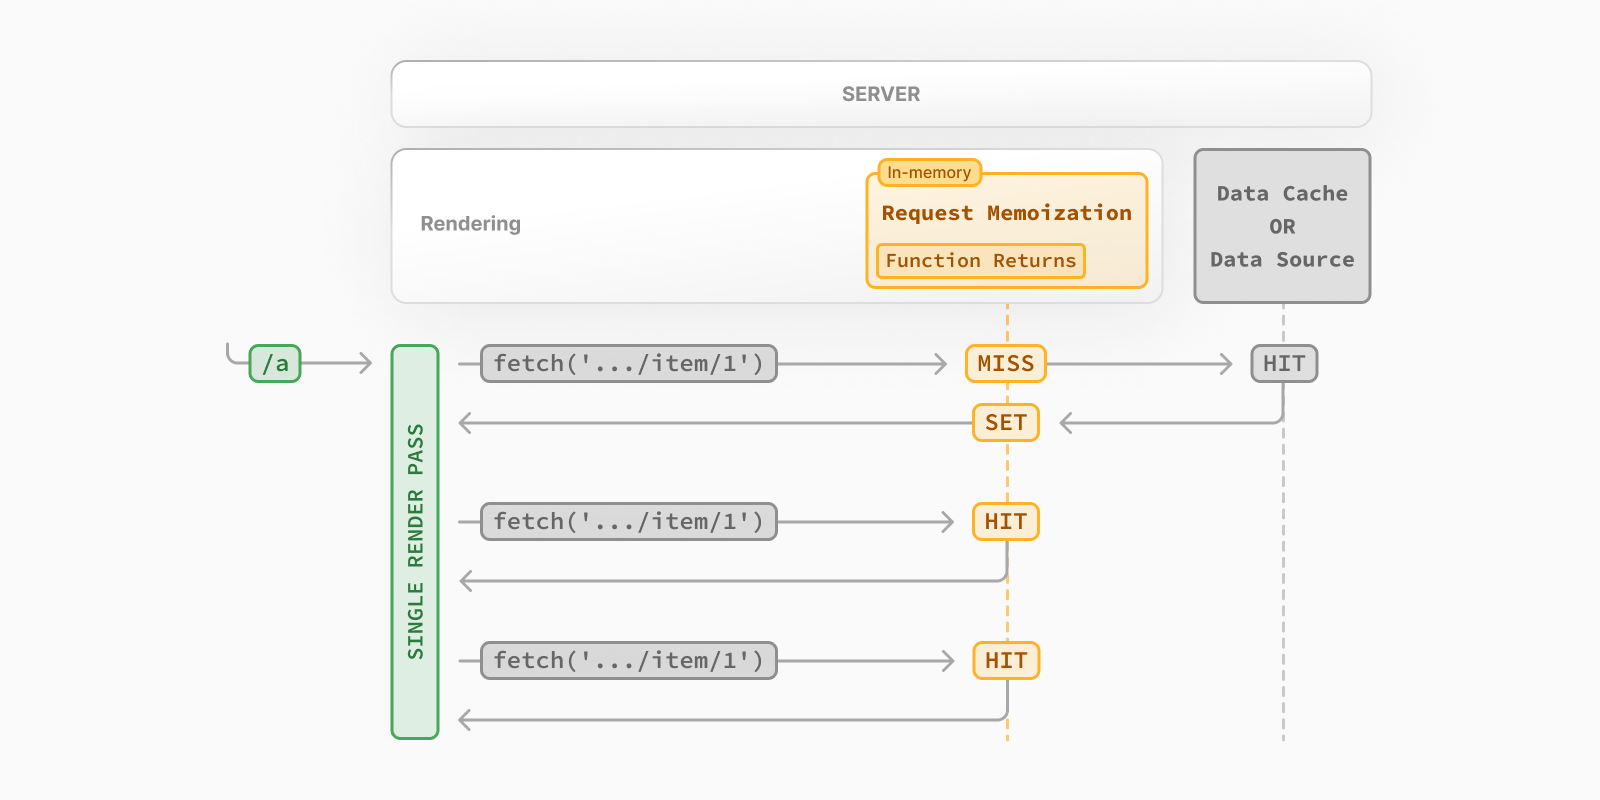 SERVER
Rendering
In-memory
Request Memoization
Function Returns
Data Cache
OR
Data Source
/a
fetch('.../item/1')
MISS
HIT
SET
SINGLE RENDER PASS
fetch('.../item/1')
HIT
fetch('.../item/1')
HIT